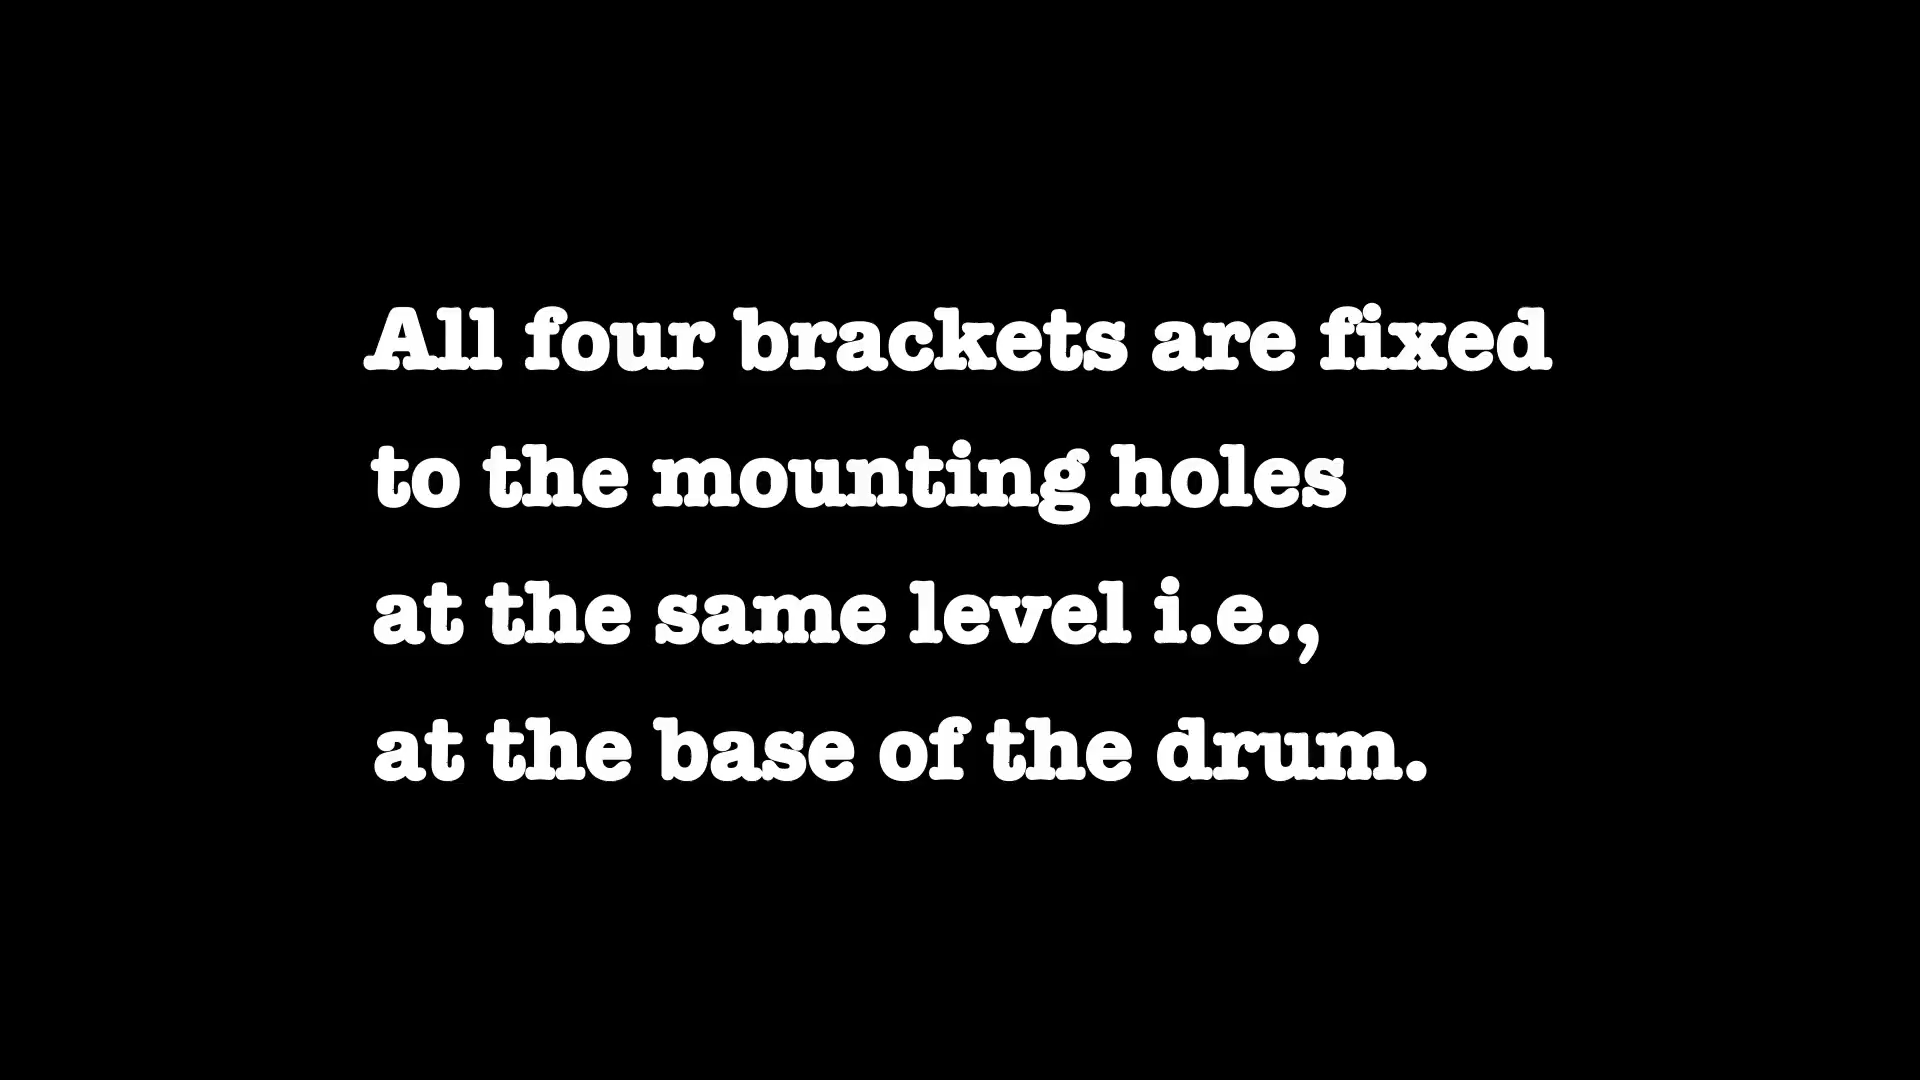 All four brackets are fixed
to the mounting holes
at the same level i.e.,
at the base of the drum.